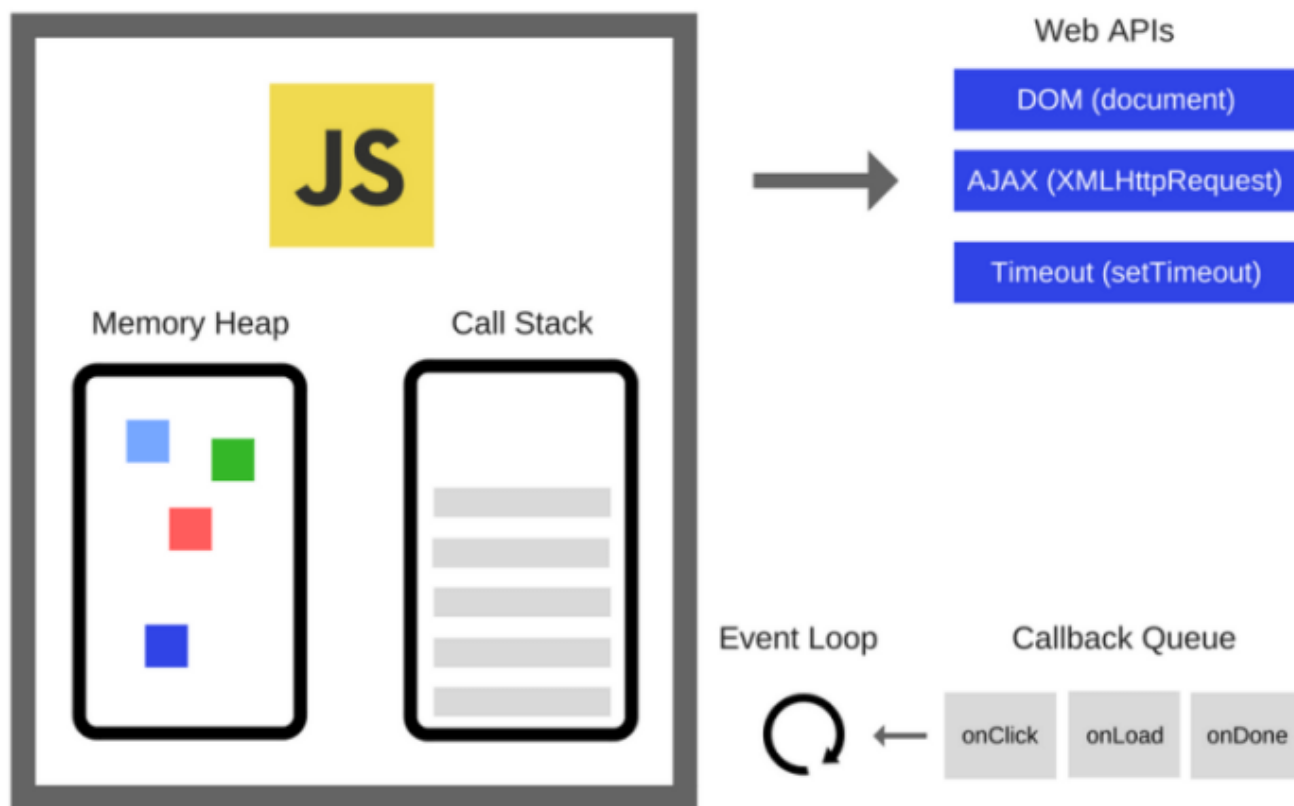 Web APIs
DOM (document)
JS
AJAX (XMLHttpRequest)
Timeout (setTimeout)
Memory Heap
Call Stack
Event Loop
Callback Queue
onClick
onLoad
onDone